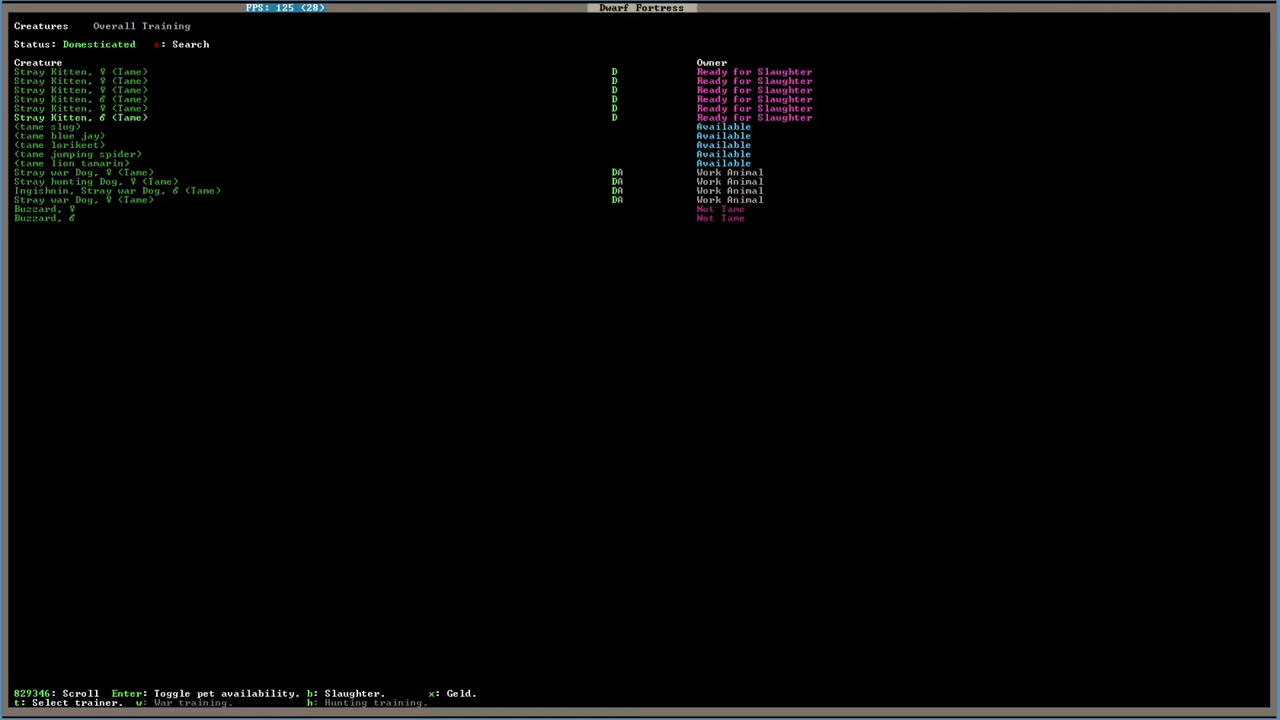 FPS: 125 (28) Dwarf Fortress
Creatures Overall Training
Status: Domesticated s: Search
Creature Owner
Stray Kitten, ♀ (Tame) D Ready for Slaughter
Stray Kitten, ♀ (Tame) D Ready for Slaughter
Stray Kitten, ♀ (Tame) D Ready for Slaughter
Stray Kitten, ♂ (Tame) D Ready for Slaughter
Stray Kitten, ♀ (Tame) D Ready for Slaughter
Stray Kitten, ♂ (Tame) D Ready for Slaughter
(tame slug) Available
(tame blue jay) Available
(tame lorikeet) Available
(tame jumping spider) Available
(tame lion tamarin) Available
Stray war Dog, ♀ (Tame) DA Work Animal
Stray hunting Dog, ♀ (Tame) DA Work Animal
Ingishnin, Stray war Dog, ♂ (Tame) DA Work Animal
Stray war Dog, ♀ (Tame) DA Work Animal
Buzzard, ♀ Not Tame
Buzzard, ♂ Not Tame
829346: Scroll Enter: Toggle pet availability. b: Slaughter. x: Geld.
t: Select trainer. w: War training. h: Hunting training.